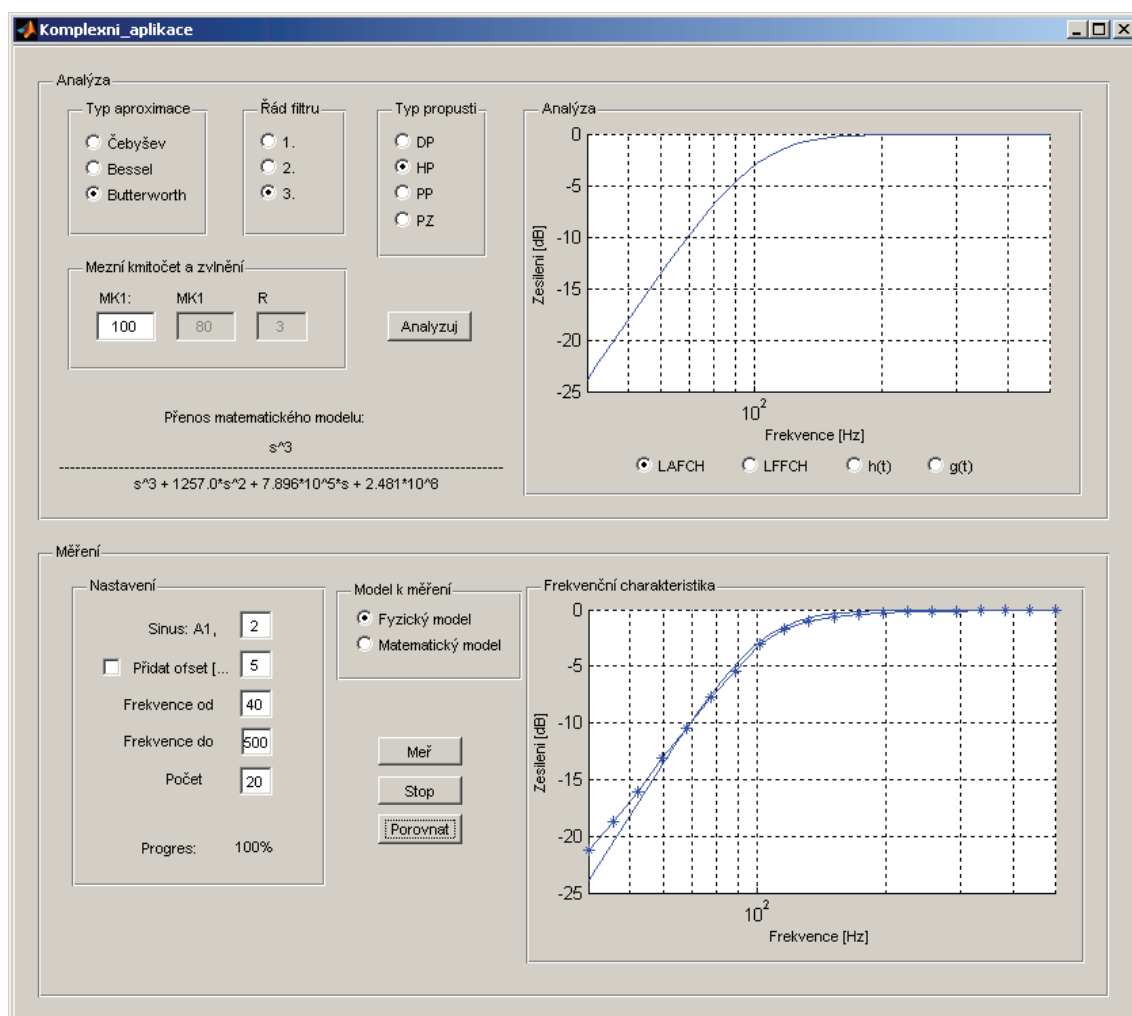 Komplexni_aplikace
Analýza
Typ aproximace
Čebyšev
Bessel
Butterworth
Řád filtru
1.
2.
3.
Typ propusti
DP
HP
PP
PZ
Mezní kmitočet a zvlnění
MK1: MK1 R
100 80 3
Analyzuj
Přenos matematického modelu:
s^3
--------------------------------------------------------------------------------
s^3 + 1257.0*s^2 + 7.896*10^5*s + 2.481*10^8
Analýza
0
-5
-10
-15
-20
-25
Zesileni [dB]
10^2
Frekvence [Hz]
LAFCH LFFCH h(t) g(t)
Měření
Nastavení
Sinus: A1, 2
Přidat ofset [... 5
Frekvence od 40
Frekvence do 500
Počet 20
Progres: 100%
Model k měření
Fyzický model
Matematický model
Meř
Stop
Porovnat
Frekvenční charakteristika
0
-5
-10
-15
-20
-25
Zesileni [dB]
10^2
Frekvence [Hz]